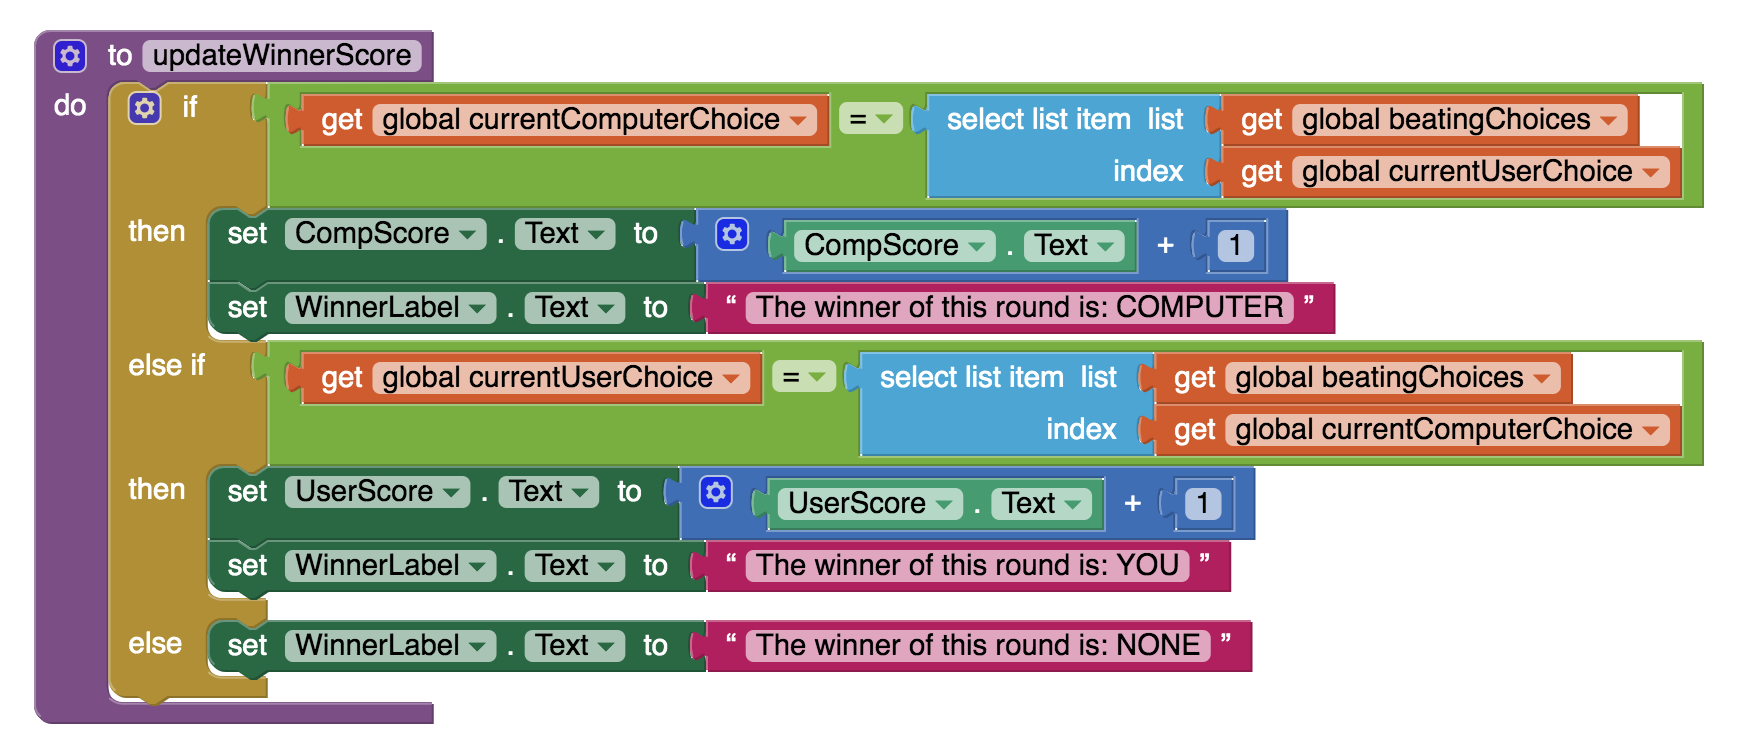 to updateWinnerScore
do if get global currentComputerChoice = select list item list get global beatingChoices
index get global currentUserChoice
then set CompScore . Text to CompScore . Text + 1
set WinnerLabel . Text to “ The winner of this round is: COMPUTER ”
else if get global currentUserChoice = select list item list get global beatingChoices
index get global currentComputerChoice
then set UserScore . Text to UserScore . Text + 1
set WinnerLabel . Text to “ The winner of this round is: YOU ”
else set WinnerLabel . Text to “ The winner of this round is: NONE ”